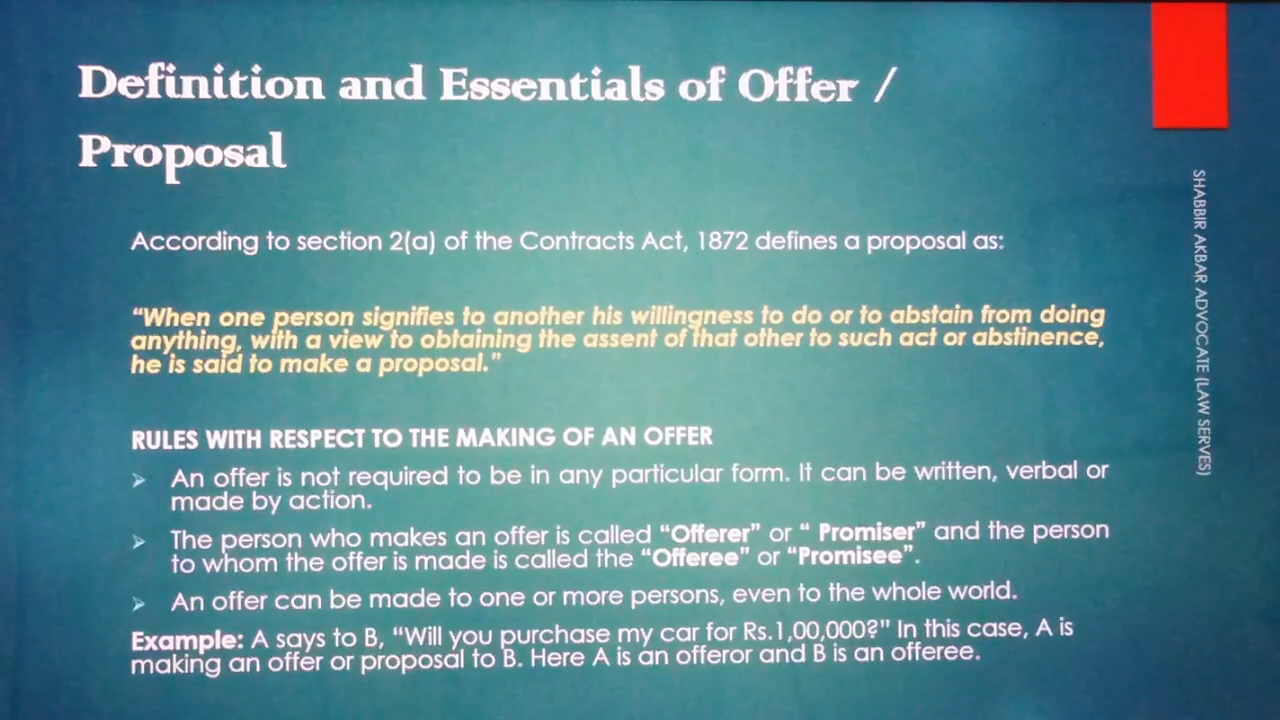 Definition and Essentials of Offer /
Proposal
According to section 2(a) of the Contracts Act, 1872 defines a proposal as:
“When one person signifies to another his willingness to do or to abstain from doing
anything, with a view to obtaining the assent of that other to such act or abstinence,
he is said to make a proposal.”
RULES WITH RESPECT TO THE MAKING OF AN OFFER
An offer is not required to be in any particular form. It can be written, verbal or
made by action.
The person who makes an offer is called “Offerer” or “ Promiser” and the person
to whom the offer is made is called the “Offeree” or “Promisee”.
An offer can be made to one or more persons, even to the whole world.
Example: A says to B, “Will you purchase my car for Rs.1,00,000?” In this case, A is
making an offer or proposal to B. Here A is an offeror and B is an offeree.
SHABBIR AKBAR ADVOCATE (LAW SERVES)